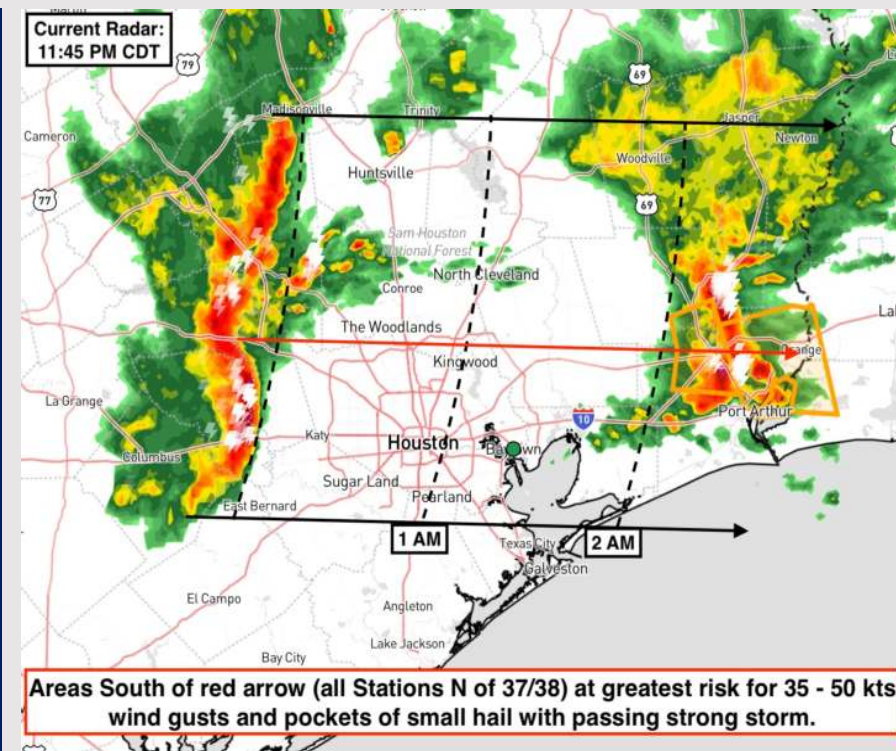 Current Radar:
11:45 PM CDT
79
69
Madisonville
Trinity
Jasper
Cameron
Newton
Woodville
Huntsville
77
69
Sam Houston
National Forest
North Cleveland
Conroe
The Woodlands
Orange
Kingwood
La Grange
Port Arthur
10
Katy
Houston
Columbus
Sugar Land
Pearland
East Bernard
1 AM
Texas City
2 AM
Galveston
El Campo
Angleton
Lake Jackson
Bay City
Areas South of red arrow (all Stations N of 37/38) at greatest risk for 35 - 50 kts
wind gusts and pockets of small hail with passing strong storm.